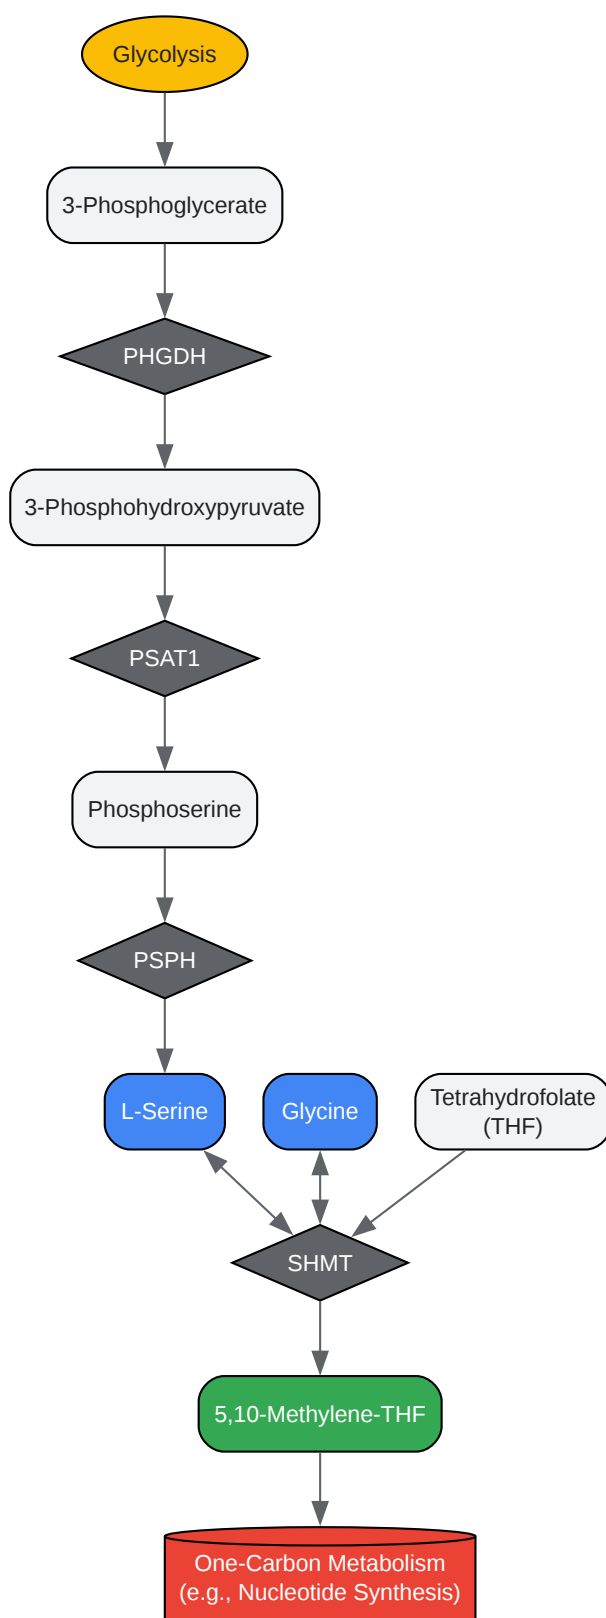 Glycolysis
3-Phosphoglycerate
PHGDH
3-Phosphohydroxypyruvate
PSAT1
Phosphoserine
PSPH
L-Serine
Glycine
Tetrahydrofolate
(THF)
SHMT
5,10-Methylene-THF
One-Carbon Metabolism
(e.g., Nucleotide Synthesis)